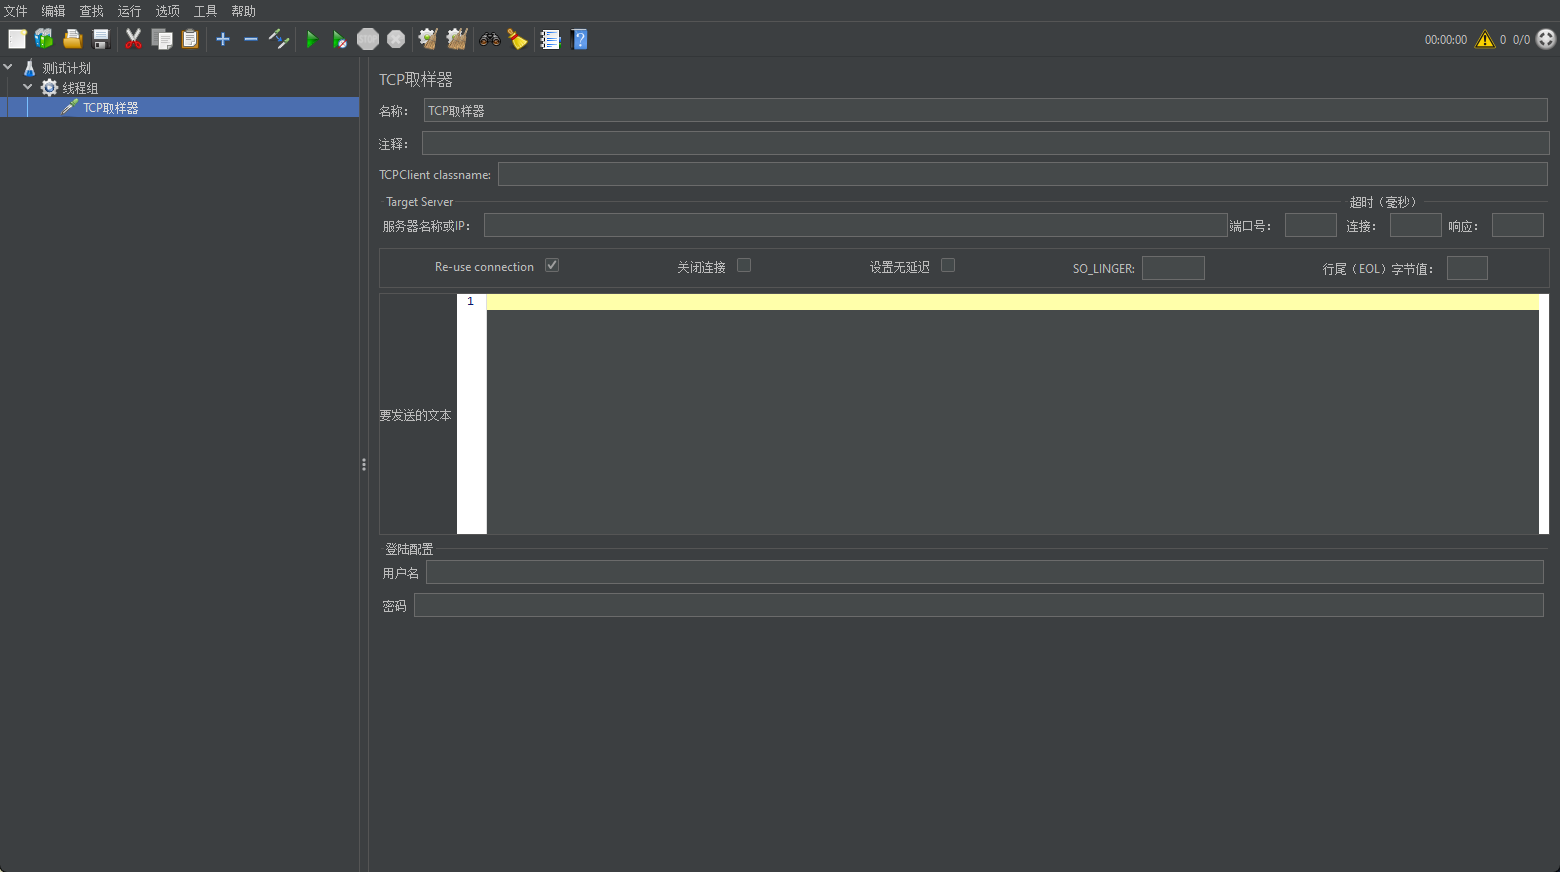 文件 编辑 查找 运行 选项 工具 帮助
00:00:00 0 0/0
测试计划
线程组
TCP取样器
TCP取样器
名称： TCP取样器
注释：
TCPClient classname:
Target Server 超时（毫秒）
服务器名称或IP： 端口号： 连接： 响应：
Re-use connection 关闭连接 设置无延迟 SO_LINGER: 行尾（EOL）字节值：
1
要发送的文本
登陆配置
用户名
密码